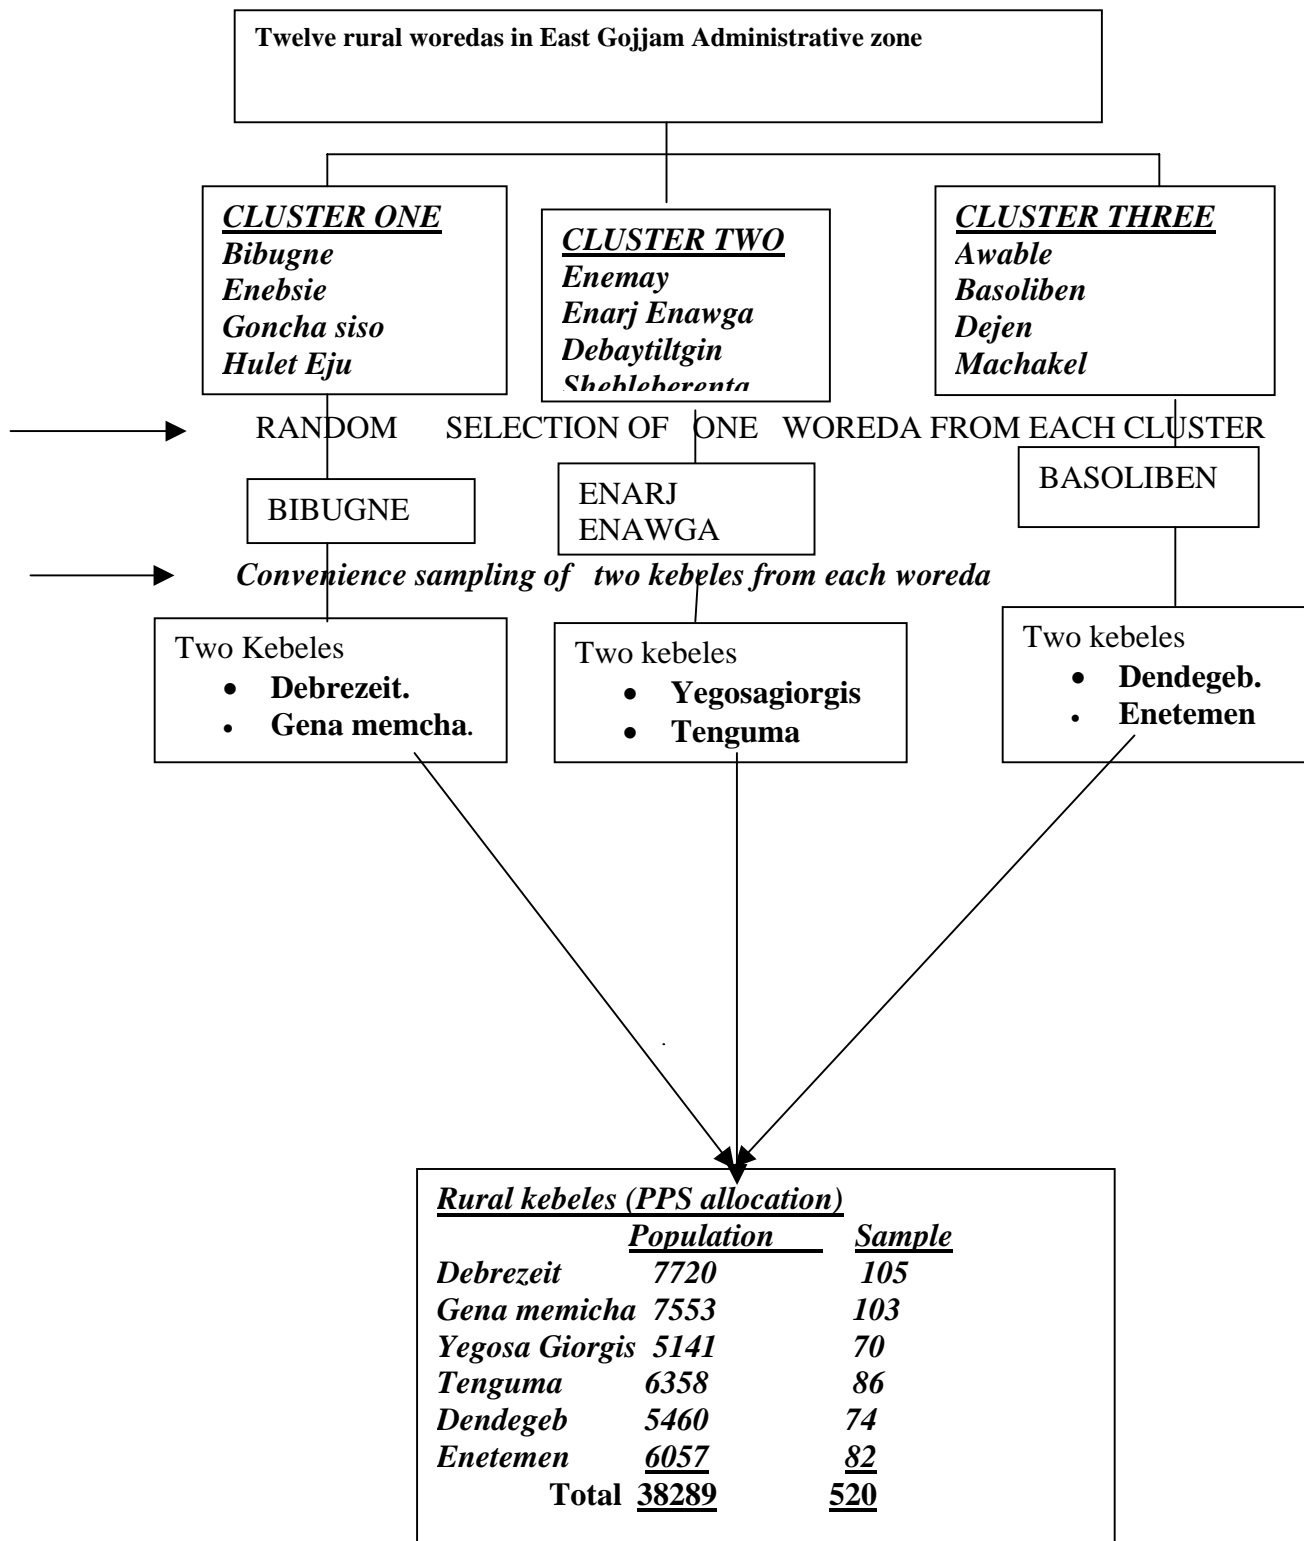 Twelve rural woredas in East Gojjam Administrative zone
CLUSTER ONE
Bibugne
Enebsie
Goncha siso
Hulet Eju
CLUSTER TWO
Enemay
Enarj Enawga
Debaytiltgin
Shebleberenta
CLUSTER THREE
Awable
Basoliben
Dejen
Machakel
RANDOM SELECTION OF ONE WOREDA FROM EACH CLUSTER
BIBUGNE
ENARJ
ENAWGA
BASOLIBEN
Convenience sampling of two kebeles from each woreda
Two Kebeles
• Debrezeit.
• Gena memcha.
Two kebeles
• Yegosagiorgis
• Tenguma
Two kebeles
• Dendegeb.
• Enetemen
Rural kebeles (PPS allocation)
Population Sample
Debrezeit 7720 105
Gena memicha 7553 103
Yegosa Giorgis 5141 70
Tenguma 6358 86
Dendegeb 5460 74
Enetemen 6057 82
Total 38289 520